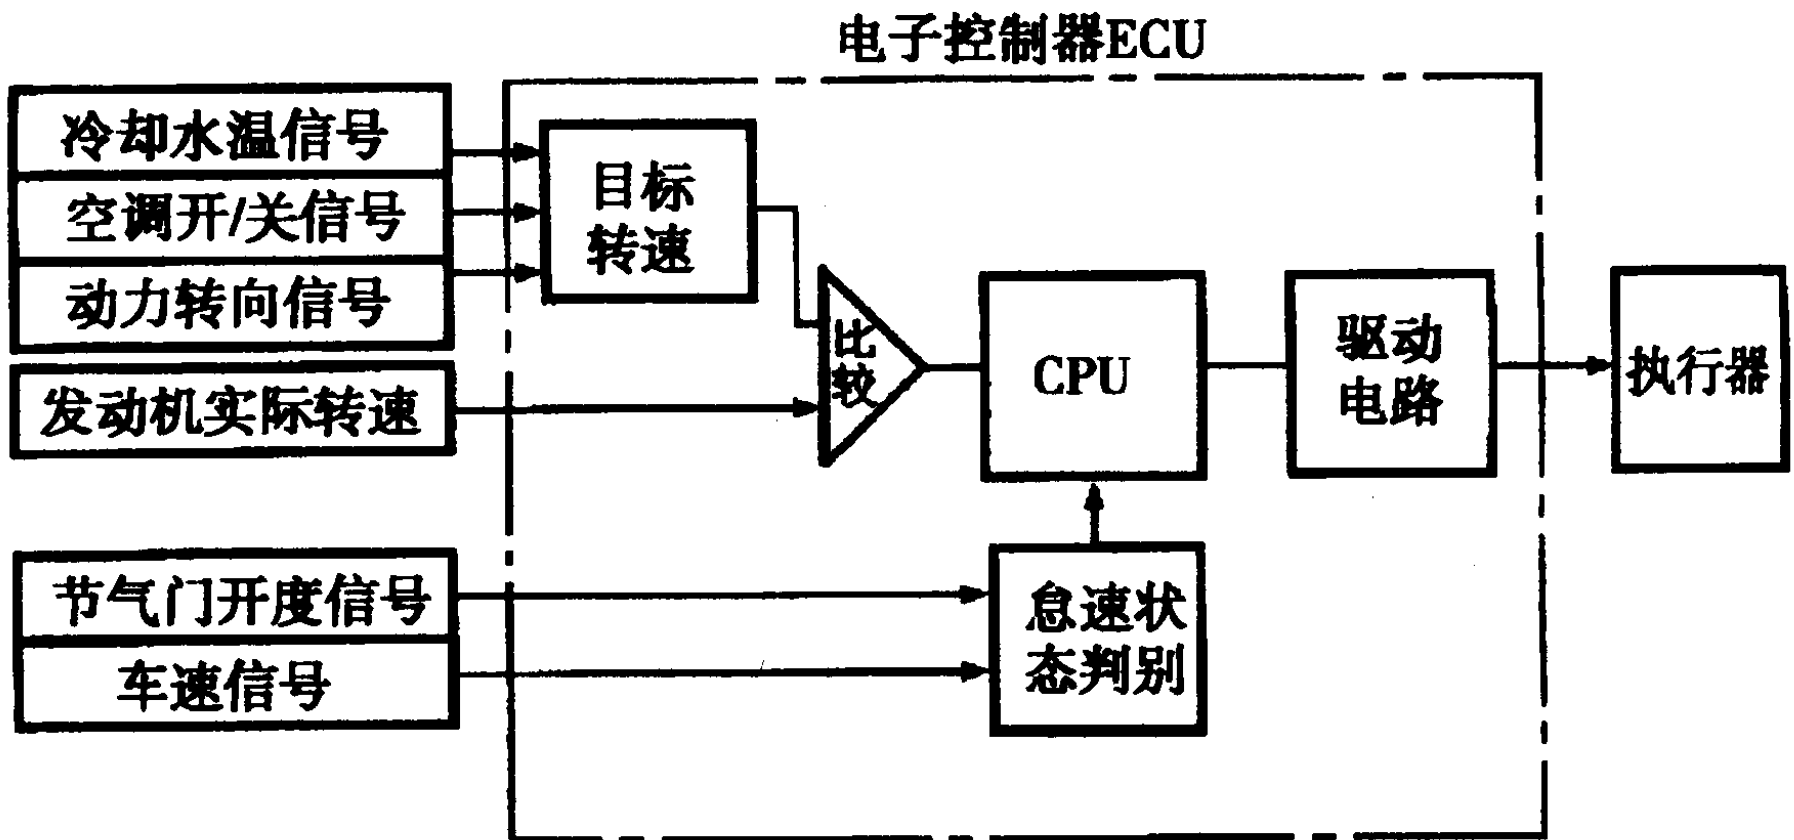 电子控制器ECU
冷却水温信号
空调开/关信号
动力转向信号
发动机实际转速
目标
转速
比
较
CPU
驱动
电路
执行器
节气门开度信号
车速信号
怠速状
态判别